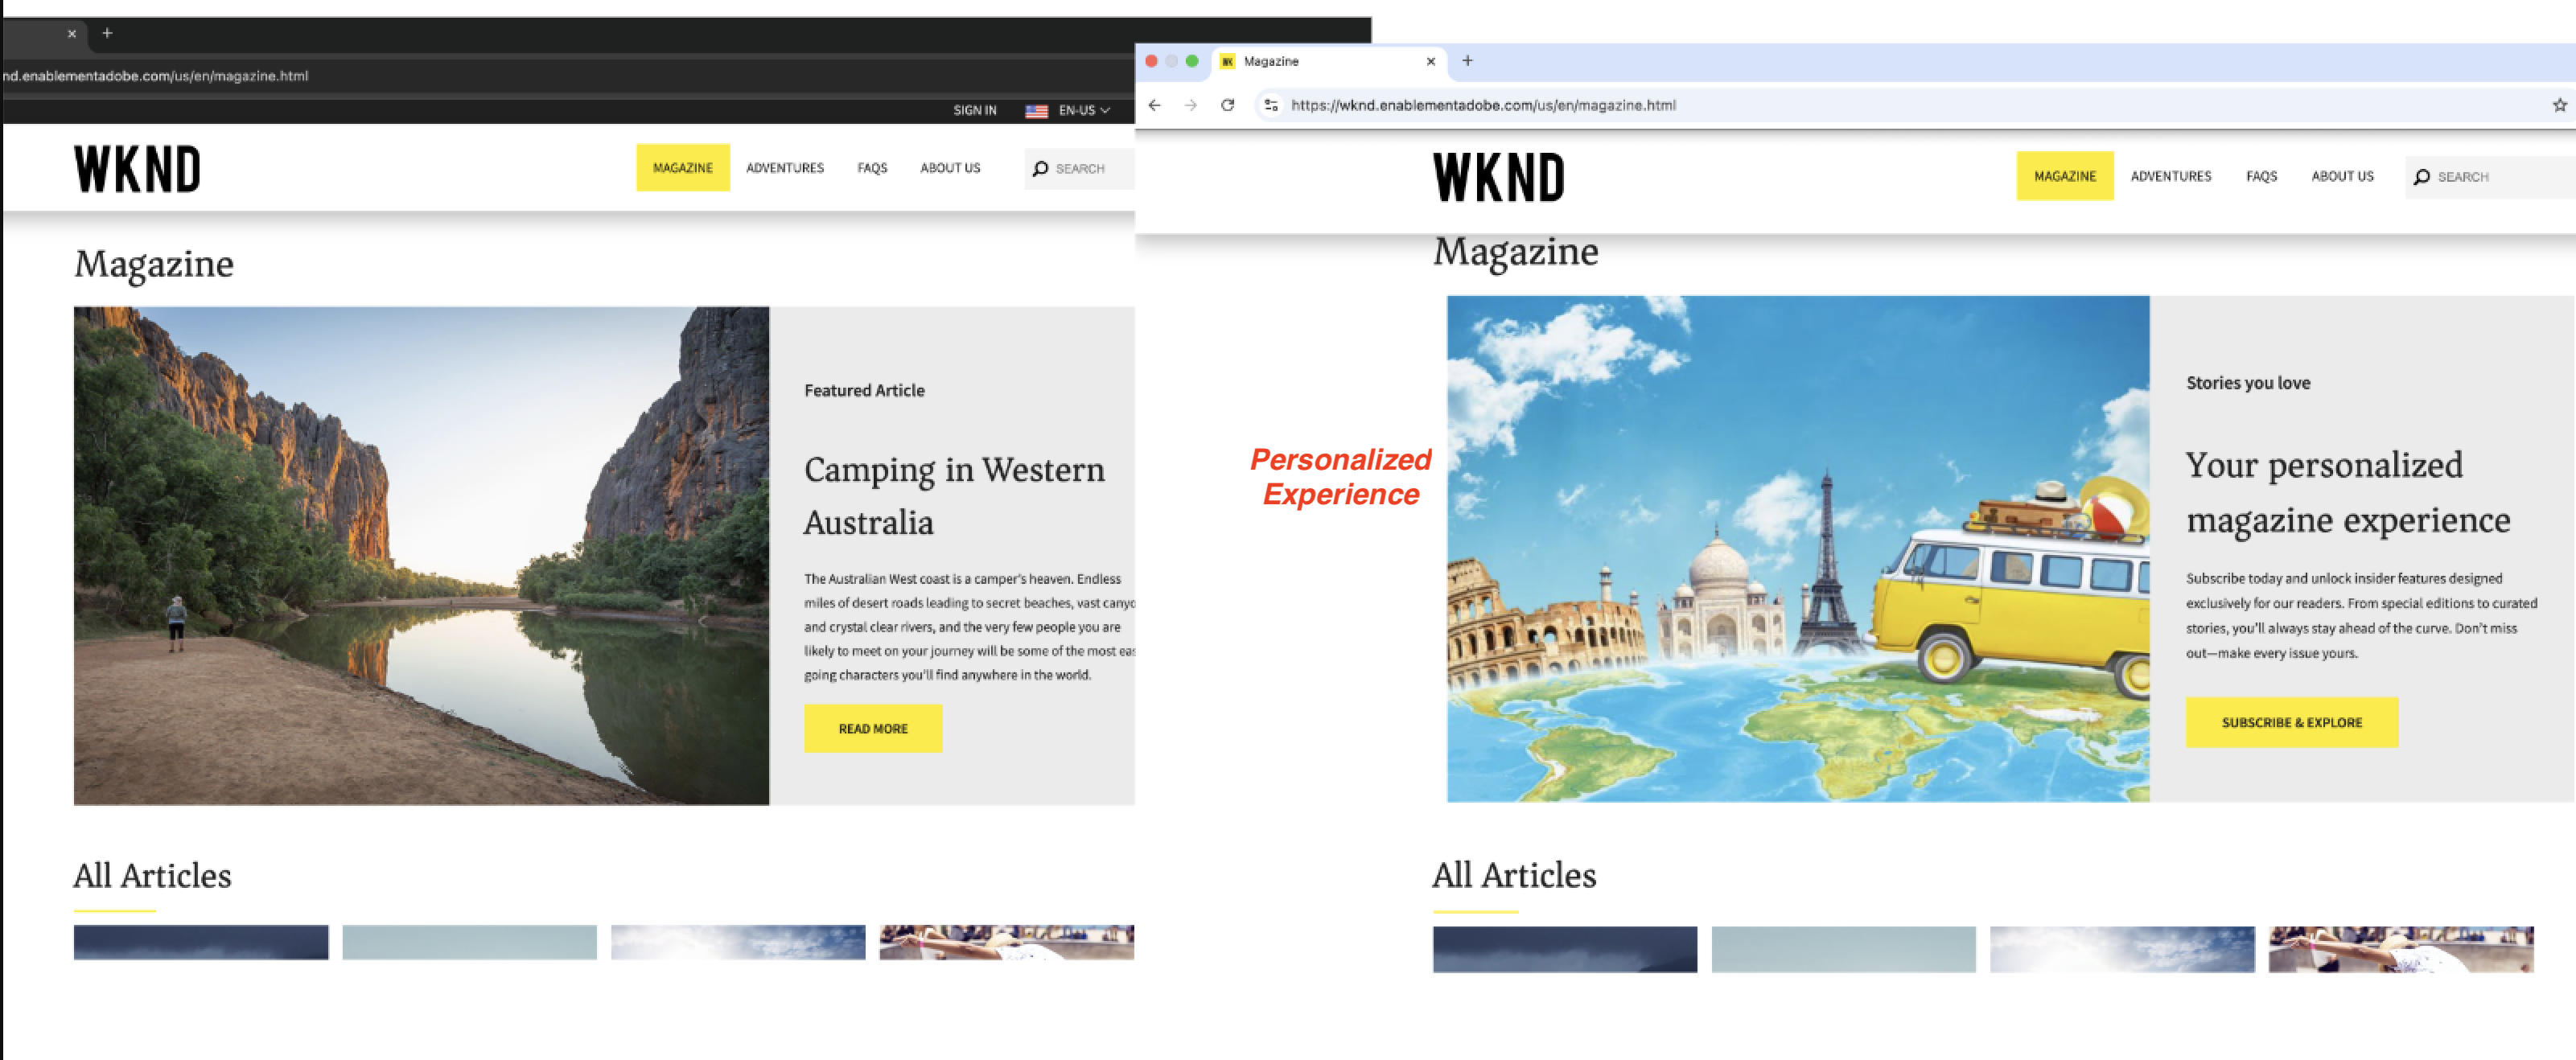 nd.enablementadobe.com/us/en/magazine.html
SIGN IN EN-US
WKND
MAGAZINE ADVENTURES FAQS ABOUT US SEARCH
Magazine
Featured Article
Camping in Western
Australia
The Australian West coast is a camper's heaven. Endless
miles of desert roads leading to secret beaches, vast canyo
and crystal clear rivers, and the very few people you are
likely to meet on your journey will be some of the most eas
going characters you'll find anywhere in the world.
READ MORE
All Articles
WK Magazine
https://wknd.enablementadobe.com/us/en/magazine.html
WKND
MAGAZINE ADVENTURES FAQS ABOUT US SEARCH
Magazine
Personalized
Experience
Stories you love
Your personalized
magazine experience
Subscribe today and unlock insider features designed
exclusively for our readers. From special editions to curated
stories, you'll always stay ahead of the curve. Don't miss
out—make every issue yours.
SUBSCRIBE & EXPLORE
All Articles